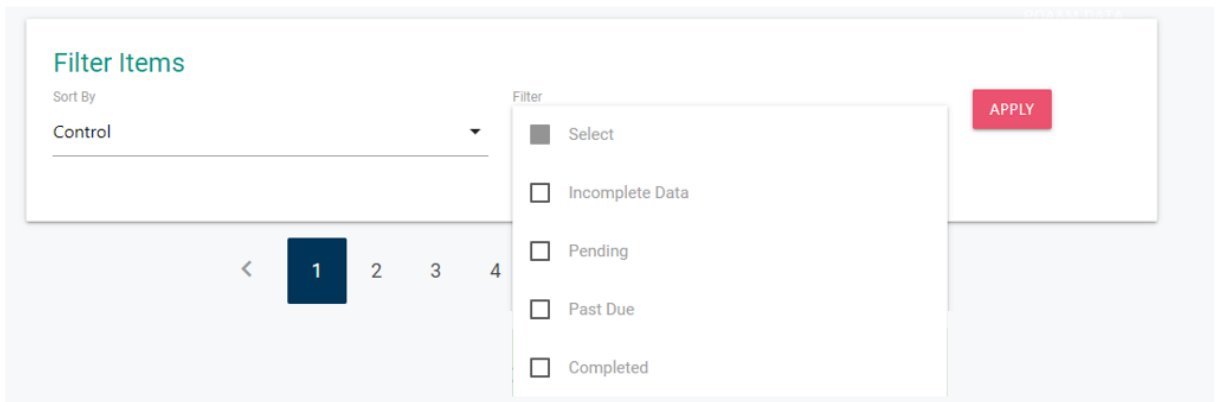 Filter Items
Sort By
Control
Filter
Select
Incomplete Data
Pending
Past Due
Completed
APPLY
1 2 3 4